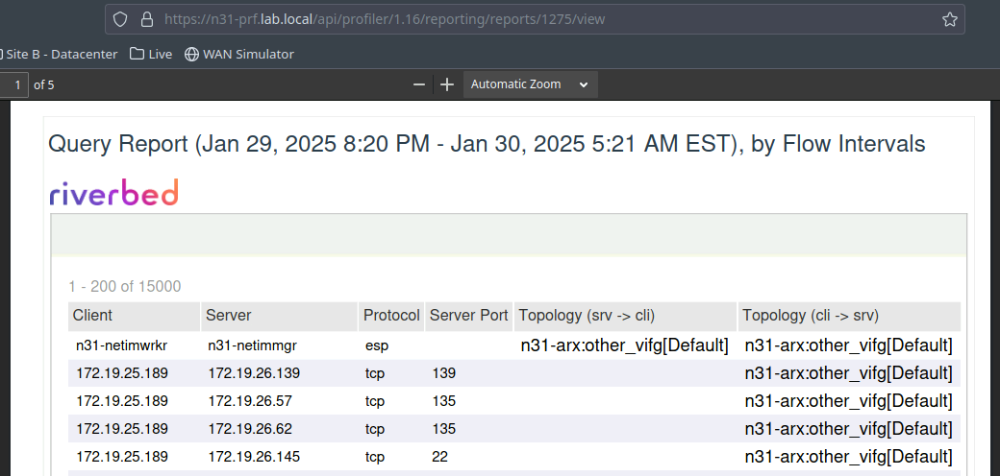 https://n31-prf.lab.local/api/profiler/1.16/reporting/reports/1275/view
Site B - Datacenter Live WAN Simulator
1 of 5 Automatic Zoom
Query Report (Jan 29, 2025 8:20 PM - Jan 30, 2025 5:21 AM EST), by Flow Intervals
riverbed
1 - 200 of 15000
Client Server Protocol Server Port Topology (srv -> cli) Topology (cli -> srv)
n31-netimwrkr n31-netimmgr esp n31-arx:other_vifg[Default] n31-arx:other_vifg[Default]
172.19.25.189 172.19.26.139 tcp 139 n31-arx:other_vifg[Default]
172.19.25.189 172.19.26.57 tcp 135 n31-arx:other_vifg[Default]
172.19.25.189 172.19.26.62 tcp 135 n31-arx:other_vifg[Default]
172.19.25.189 172.19.26.145 tcp 22 n31-arx:other_vifg[Default]